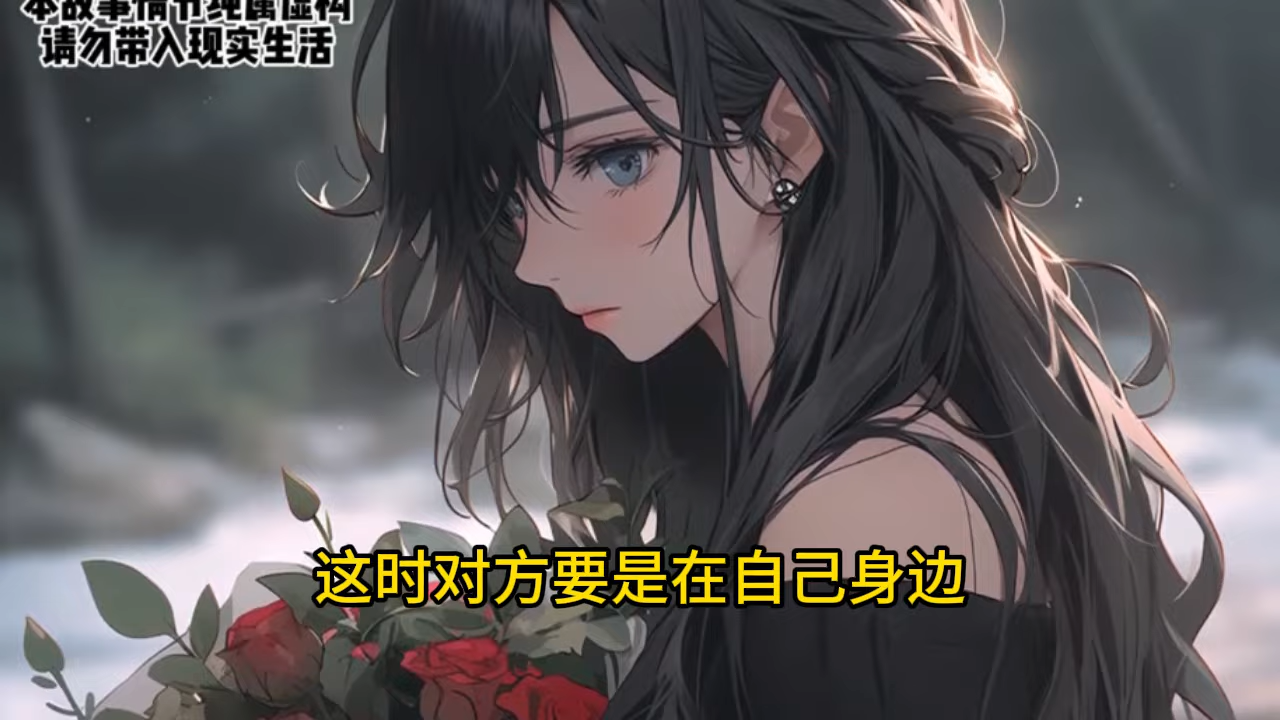 本故事情节纯属虚构
请勿带入现实生活
这时对方要是在自己身边